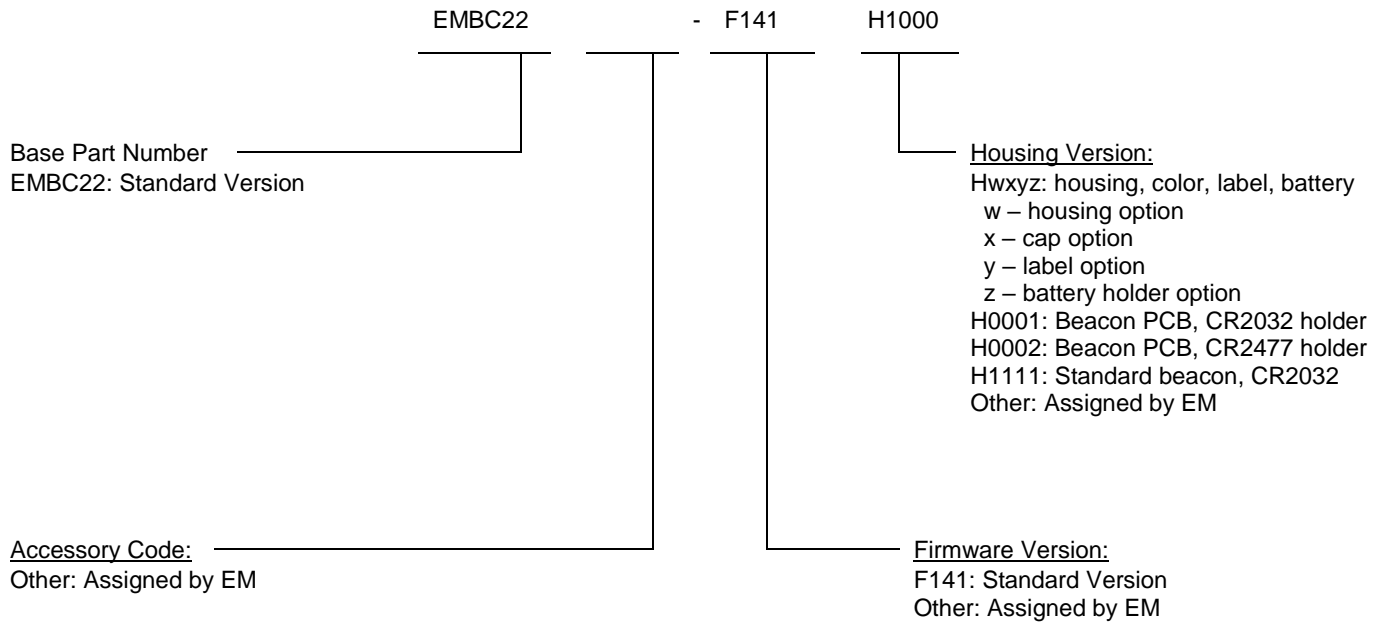 EMBC22 - F141 H1000
Base Part Number
EMBC22: Standard Version
Housing Version:
Hwxyz: housing, color, label, battery
w – housing option
x – cap option
y – label option
z – battery holder option
H0001: Beacon PCB, CR2032 holder
H0002: Beacon PCB, CR2477 holder
H1111: Standard beacon, CR2032
Other: Assigned by EM
Accessory Code:
Other: Assigned by EM
Firmware Version:
F141: Standard Version
Other: Assigned by EM